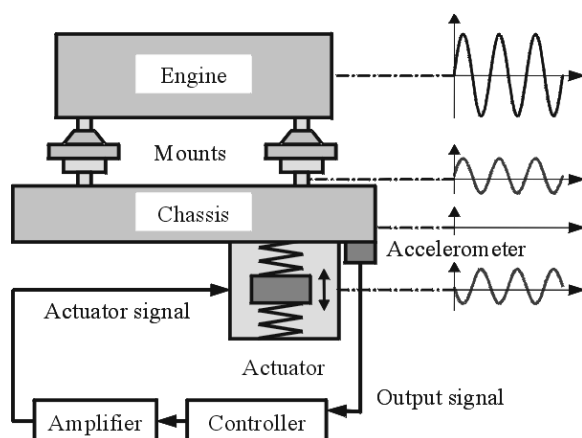 Engine
Mounts
Chassis
Accelerometer
Actuator signal
Actuator
Output signal
Amplifier
Controller